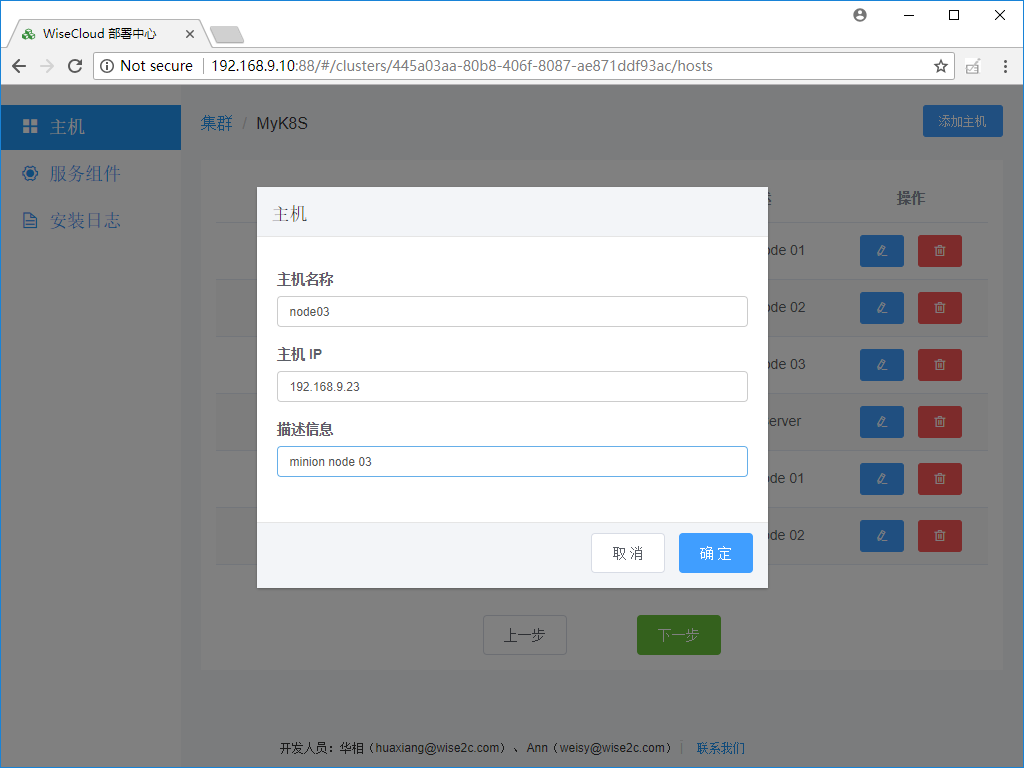 WiseCloud 部署中心
Not secure 192.168.9.10:88/#/clusters/445a03aa-80b8-406f-8087-ae871ddf93ac/hosts
主机
服务组件
安装日志
集群 / MyK8S
添加主机
操作
ode 01
ode 02
ode 03
erver
ode 01
ode 02
主机
主机名称
node03
主机 IP
192.168.9.23
描述信息
minion node 03
取 消
确 定
上一步
下一步
开发人员：华相（huaxiang@wise2c.com）、Ann（weisy@wise2c.com）
联系我们